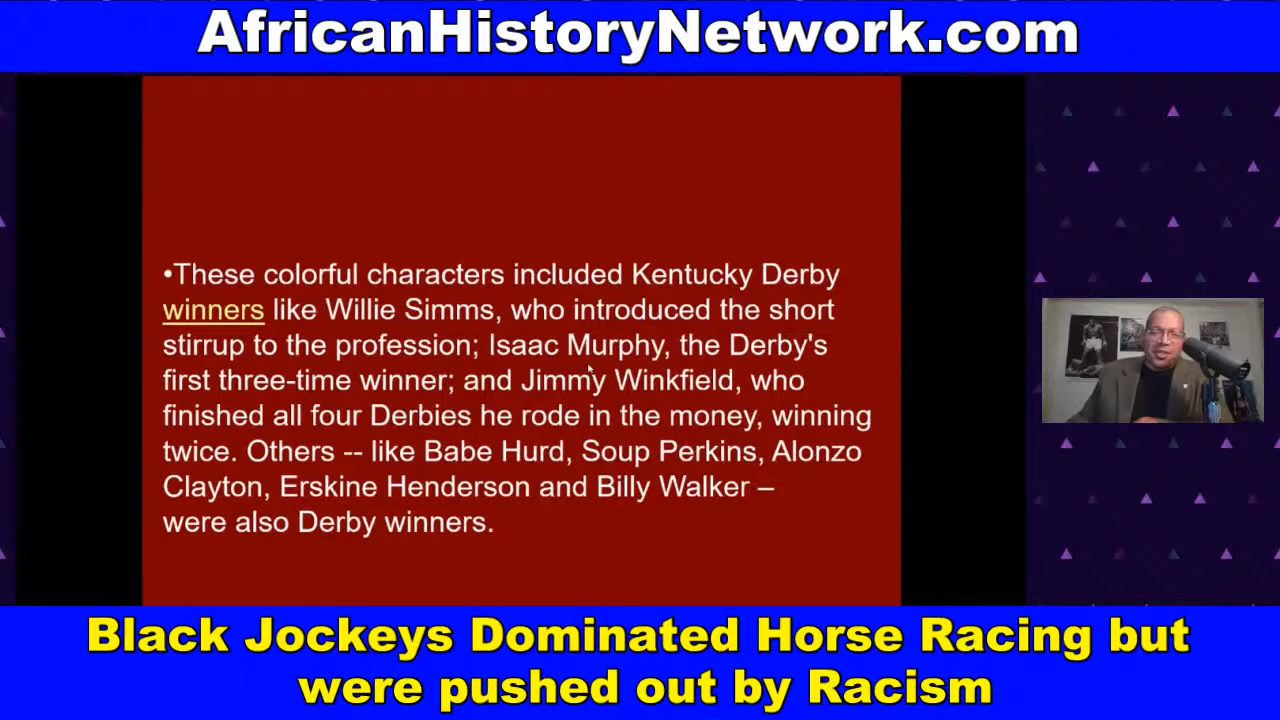 AfricanHistoryNetwork.com
•These colorful characters included Kentucky Derby
winners like Willie Simms, who introduced the short
stirrup to the profession; Isaac Murphy, the Derby's
first three-time winner; and Jimmy Winkfield, who
finished all four Derbies he rode in the money, winning
twice. Others -- like Babe Hurd, Soup Perkins, Alonzo
Clayton, Erskine Henderson and Billy Walker –
were also Derby winners.
Black Jockeys Dominated Horse Racing but
were pushed out by Racism